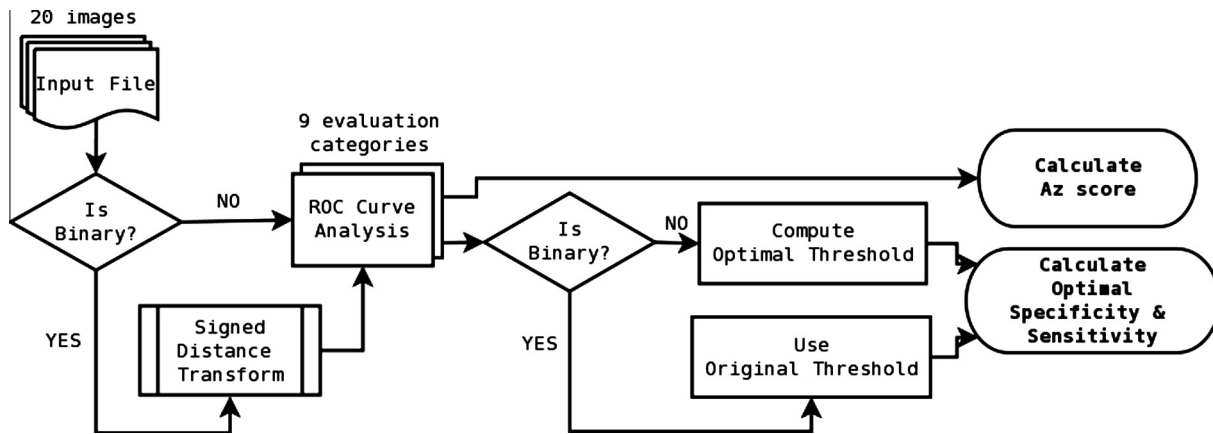 20 images
Input File
Is
Binary?
NO
YES
Signed
Distance
Transform
9 evaluation
categories
ROC Curve
Analysis
Is
Binary?
NO
YES
Compute
Optimal Threshold
Use
Original Threshold
Calculate
Az score
Calculate
Optimal
Specificity &
Sensitivity